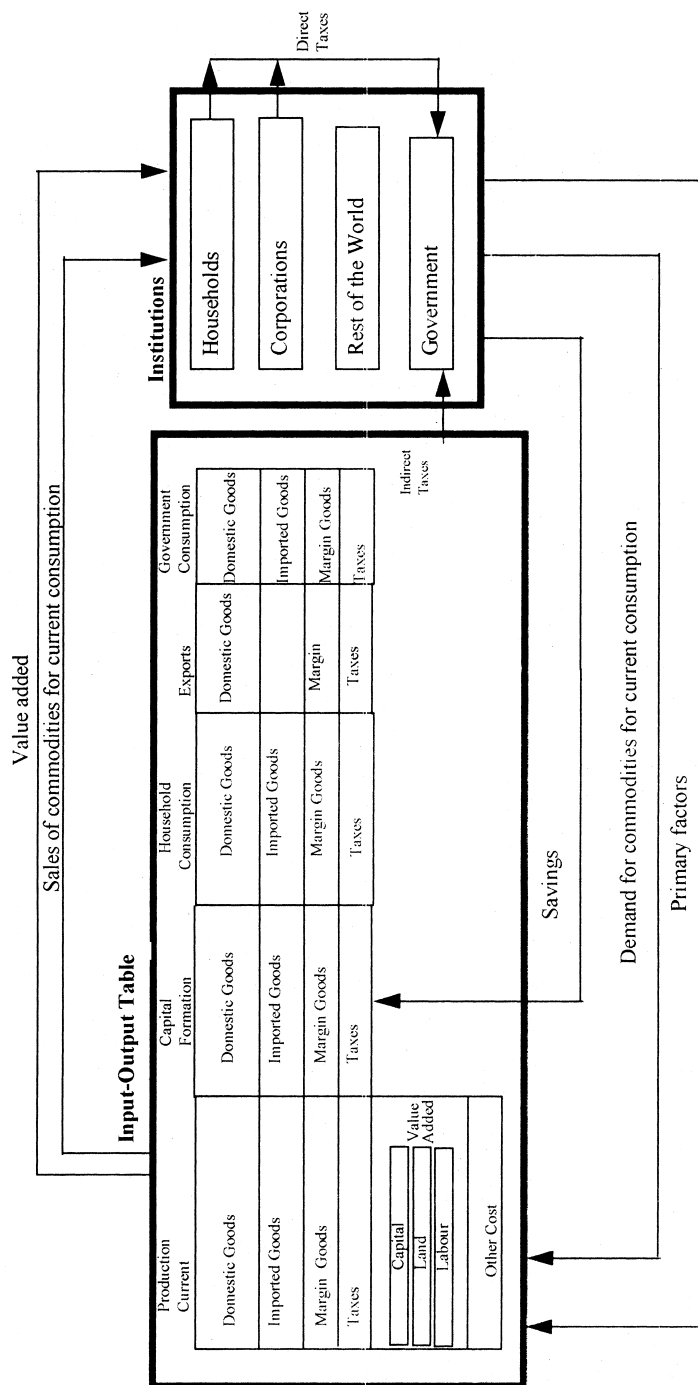 Value added
Sales of commodities for current consumption
Input-Output Table
Production
Current
Capital
Formation
Household
Consumption
Exports
Government
Consumption
Domestic Goods
Domestic Goods
Domestic Goods
Domestic Goods
Domestic Goods
Imported Goods
Imported Goods
Imported Goods
Imported Goods
Margin Goods
Margin Goods
Margin Goods
Margin
Margin Goods
Taxes
Taxes
Taxes
Taxes
Taxes
Capital
Land
Labour
Value
Added
Other Cost
Indirect
Taxes
Institutions
Households
Corporations
Rest of the World
Government
Direct
Taxes
Savings
Demand for commodities for current consumption
Primary factors